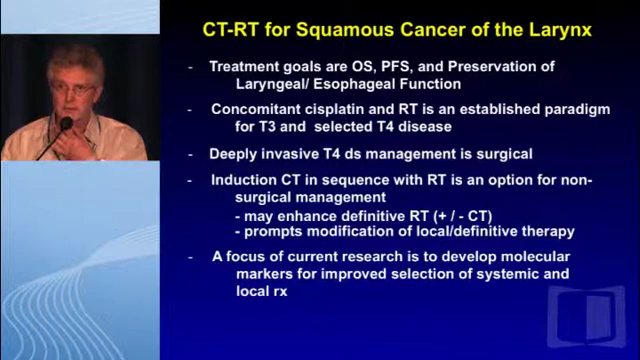 CT-RT for Squamous Cancer of the Larynx
- Treatment goals are OS, PFS, and Preservation of
Laryngeal/ Esophageal Function
- Concomitant cisplatin and RT is an established paradigm
for T3 and selected T4 disease
- Deeply invasive T4 ds management is surgical
- Induction CT in sequence with RT is an option for non-
surgical management
- may enhance definitive RT (+ / - CT)
- prompts modification of local/definitive therapy
- A focus of current research is to develop molecular
markers for improved selection of systemic and
local rx